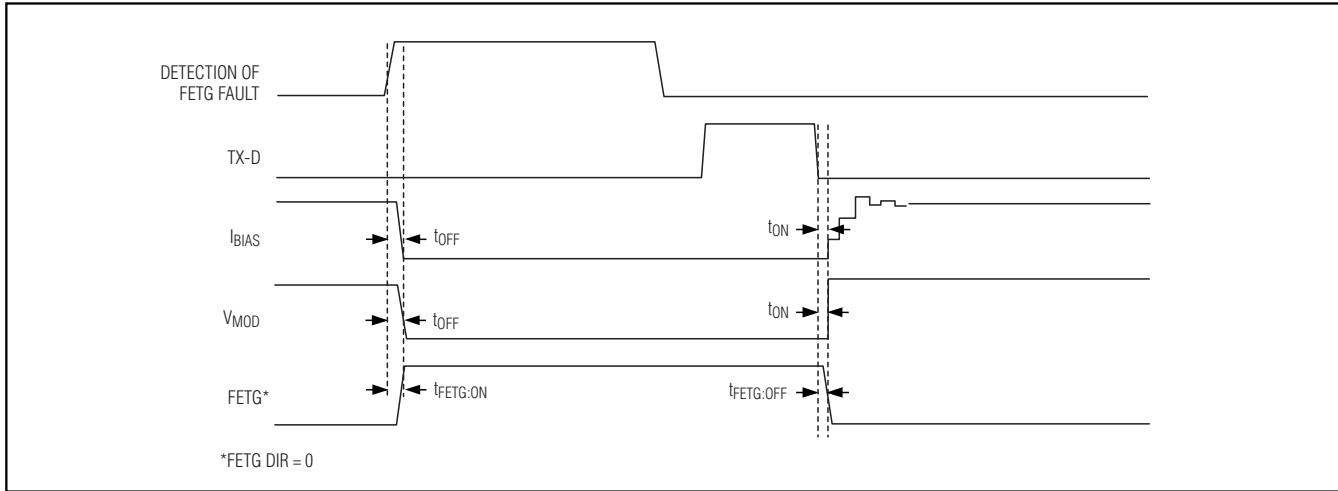 DETECTION OF
FETG FAULT
TX-D
IBIAS
tOFF
tON
VMOD
tOFF
tON
FETG*
tFETG:ON
tFETG:OFF
*FETG DIR = 0